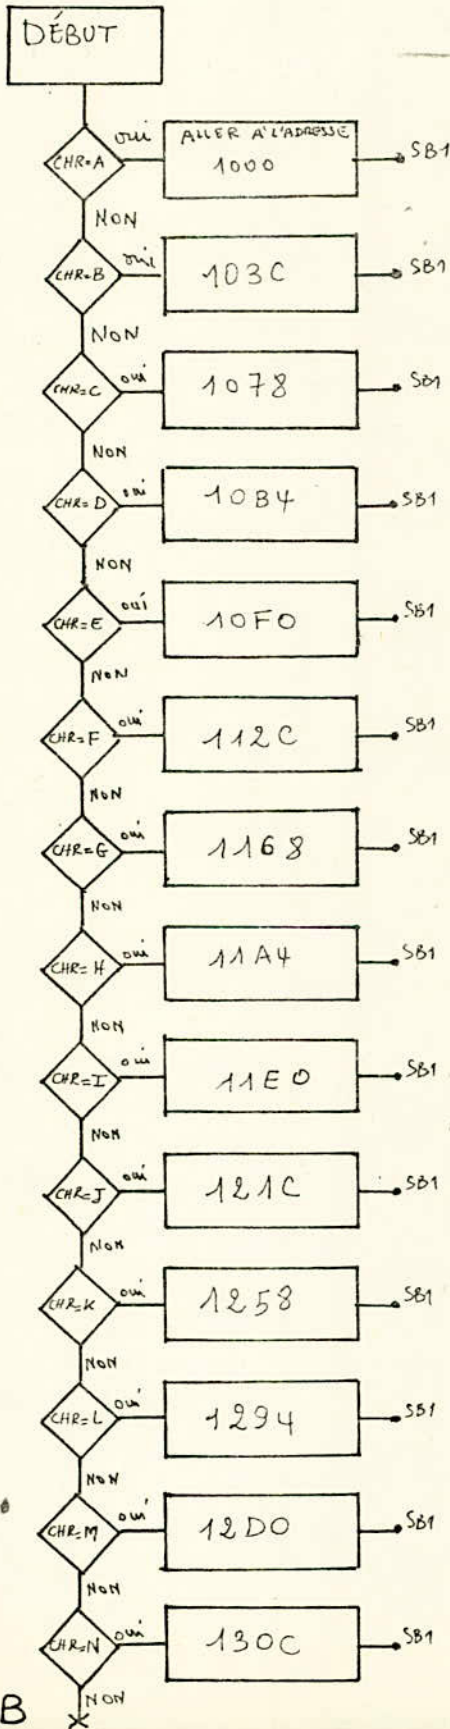 DÉBUT
CHR=A oui ALLER A L'ADRESSE 1000 SB1
NON
CHR=B oui 103C SB1
NON
CHR=C oui 1078 SB1
NON
CHR=D oui 10B4 SB1
NON
CHR=E oui 10F0 SB1
NON
CHR=F oui 112C SB1
NON
CHR=G oui 1168 SB1
NON
CHR=H oui 11A4 SB1
NON
CHR=I oui 11E0 SB1
NON
CHR=J oui 121C SB1
NON
CHR=K oui 1258 SB1
NON
CHR=L oui 1294 SB1
NON
CHR=M oui 12D0 SB1
NON
CHR=N oui 130C SB1
NON
B